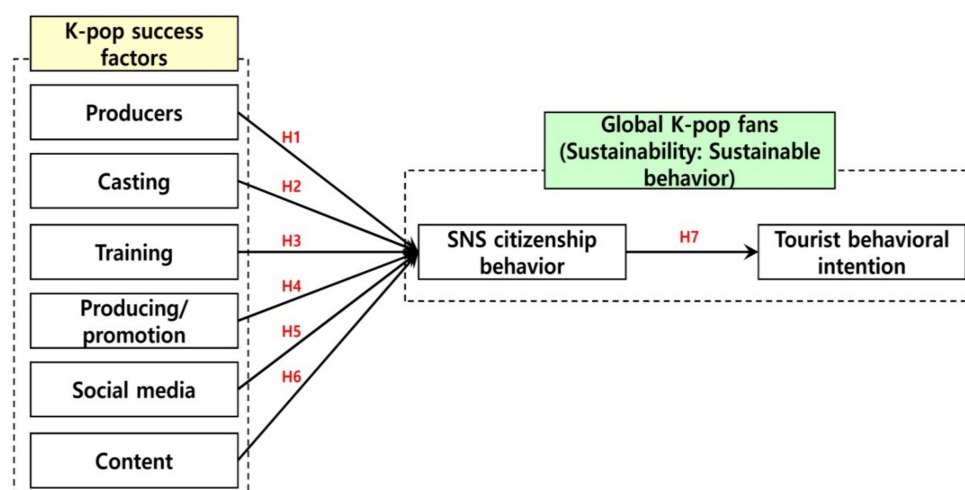 K-pop success
factors
Producers
Casting
Training
Producing/
promotion
Social media
Content
H1
H2
H3
H4
H5
H6
Global K-pop fans
(Sustainability: Sustainable
behavior)
SNS citizenship
behavior
H7
Tourist behavioral
intention